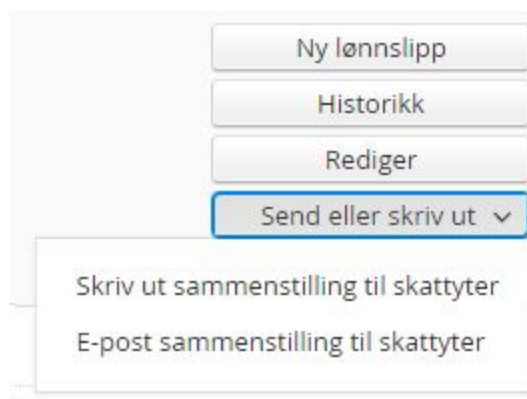 Ny lønnslipp
Historikk
Rediger
Send eller skriv ut
Skriv ut sammenstilling til skattyter
E-post sammenstilling til skattyter